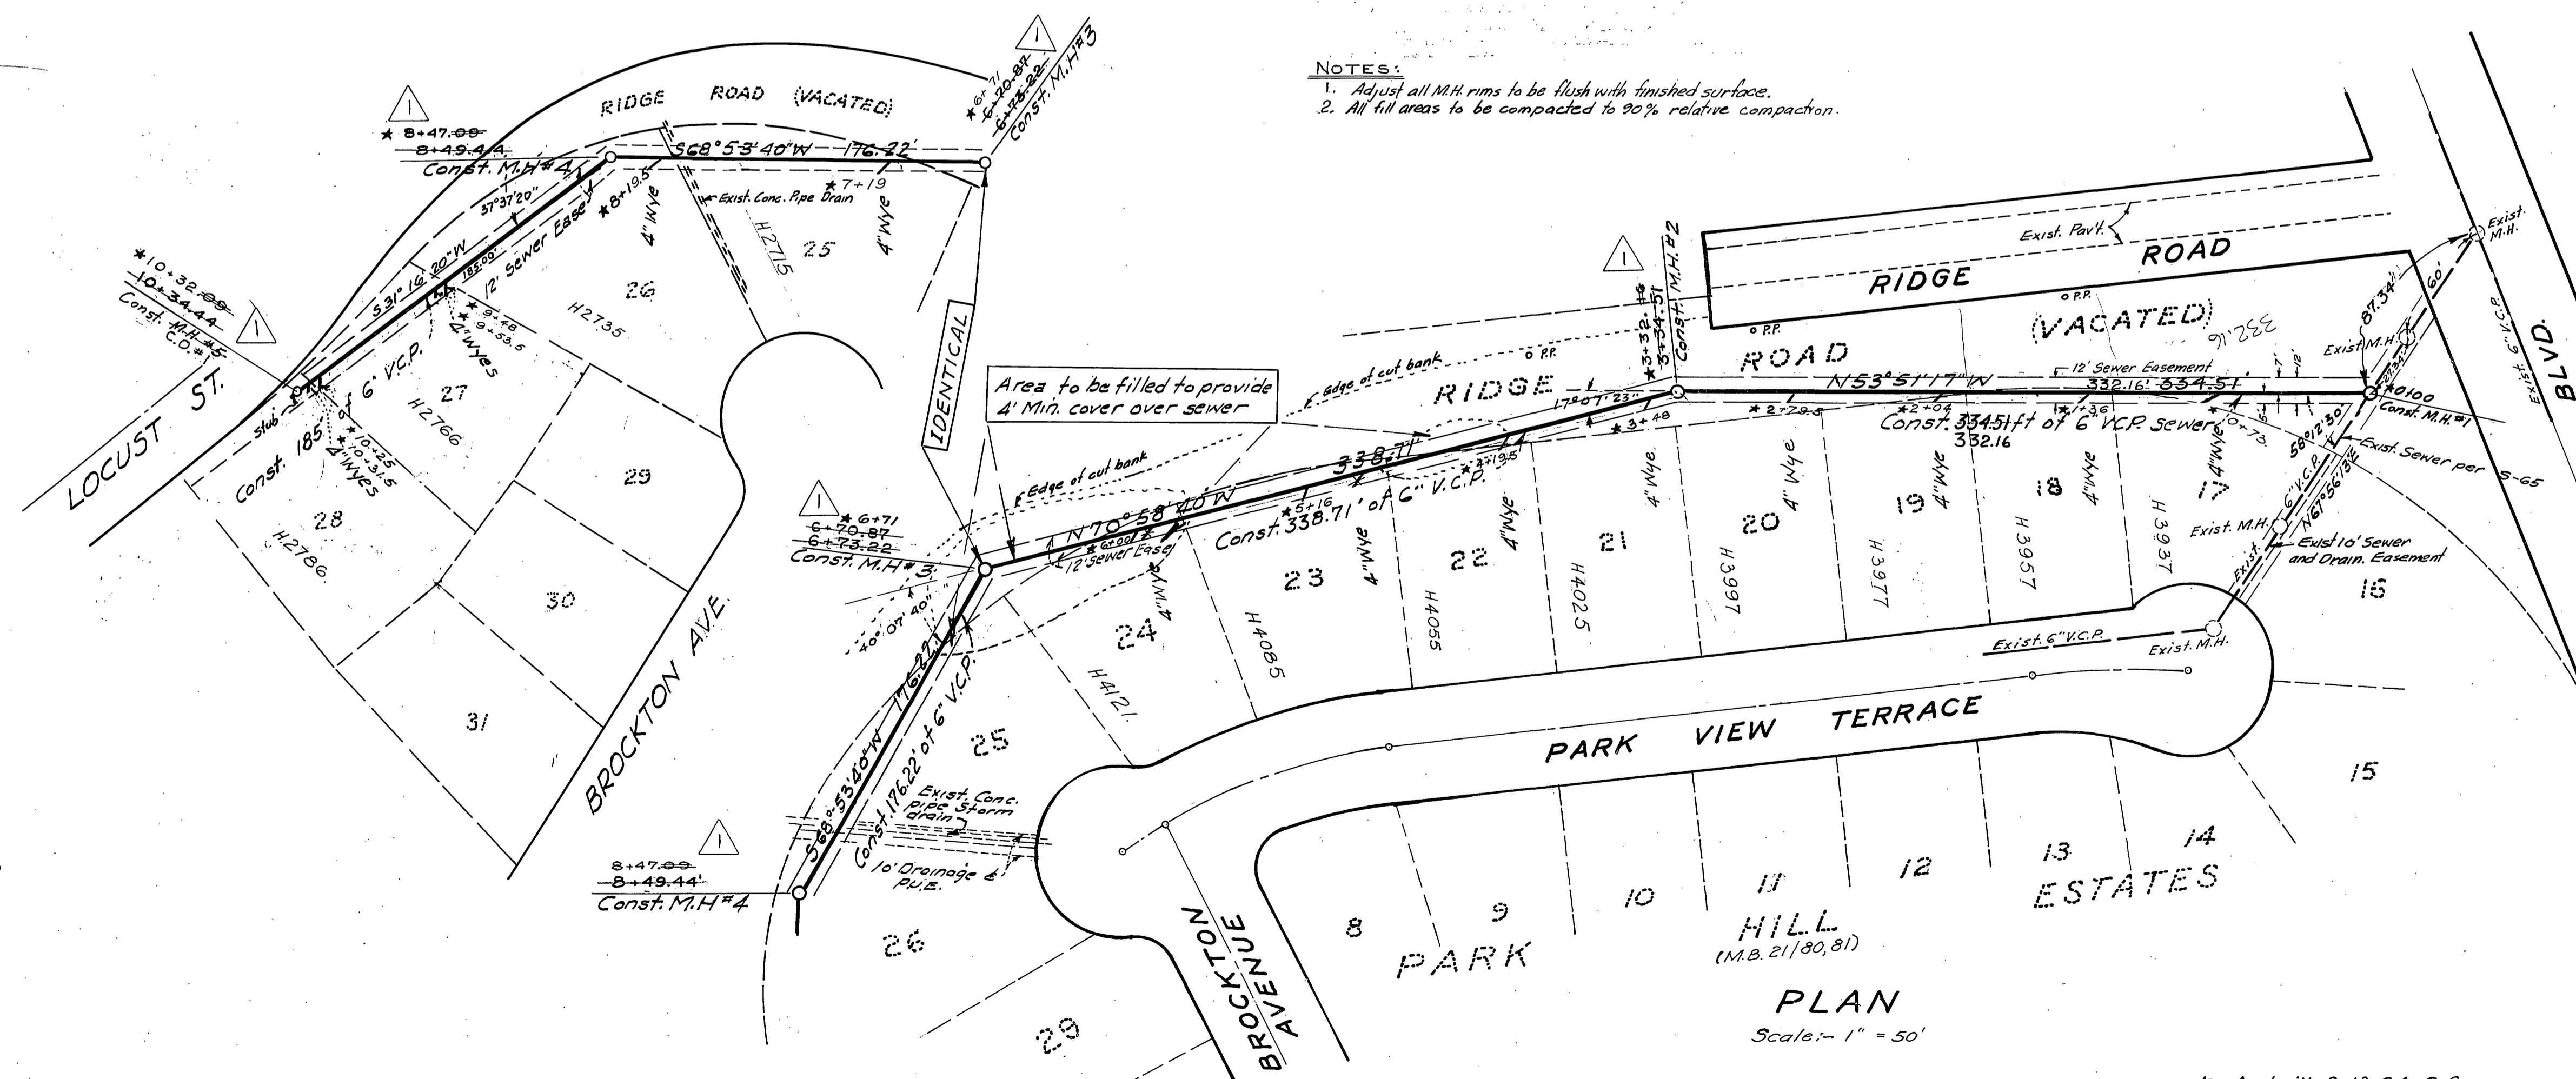 NOTES:
1. Adjust all M.H. rims to be flush with finished surface.
2. All fill areas to be compacted to 90% relative compaction.
RIDGE ROAD (VACATED)
★ 8+47.09
8+49.44
Const. M.H#4
★ 6+71
6+70.87
6+73.22
Const. M.H#3
S68°53'40"W 176.22'
★ 7+19
★ 8+19.5
4" Wye
4" Wye
Exist. Conc. Pipe Drain
H2715
25
26
H2735
37°37'20"
S31°16'20"W
185.00'
12' Sewer Ease.
★ 9+48
★ 9+53.5
4" Wyes
★ 10+32.09
10+34.44
Const. M.H #5
C.O.#1
LOCUST ST.
Stub
Const. 185'
6" V.C.P.
★ 10+25
★ 10+31.5
4" Wyes
27
H2766
28
H2786
29
30
31
BROCKTON AVE.
IDENTICAL
Area to be filled to provide
4' Min. cover over sewer
Edge of cut bank
Edge of cut bank
RIDGE ROAD (VACATED)
RIDGE ROAD
Exist. Pav't.
P.P.
P.P.
P.P.
Exist. M.H.
60'
87.34'
27.34'
Exist. M.H.
Exist. 6" V.C.P.
BLVD.
332.16
★ 3+32.16
3+34.51
Const. M.H.#2
N53°51'17"W
12' Sewer Easement
332.16' 334.51'
7'
12'
5'
★ 0+00
Const. M.H.#1
17°07'23"
★ 3+48
★ 2+79.5
★ 2+04
★ 1+36
★ 0+73
Const. 334.51 ft of 6" V.C.P. sewer
332.16
58°12'30"
Exist. Sewer per S-65
6" V.C.P.
N67°56'13"W
Exist. M.H.
Exist.
Exist 10' Sewer
and Drain. Easement
338.71'
★ 4+19.5
★ 5+16
N70°58'40"W
Const. 338.71' of 6" V.C.P.
★ 6+00
12' Sewer Ease.
★ 6+71
6+70.87
6+73.22
Const. M.H#3
40°07'40"
4" Wye
4" Wye
4" Wye
4" Wye
4" Wye
4" Wye
4" Wye
4" Wye
24
23
22
21
20
19
18
17
16
H4121
H4085
H4055
H4025
H3997
H3977
H3957
H3937
Exist. 6" V.C.P.
Exist. M.H.
176.22'
S68°53'40"W
Const. 176.22' of 6" V.C.P.
25
Exist. Conc.
pipe Storm
drain
10' Drainage &
P.U.E.
8+47.09
8+49.44'
Const. M.H#4
26
29
PARK VIEW TERRACE
BROCKTON
AVENUE
8
9
10
11
12
13
14
15
PARK HILL ESTATES
(M.B. 21/80,81)
PLAN
Scale:- 1" = 50'